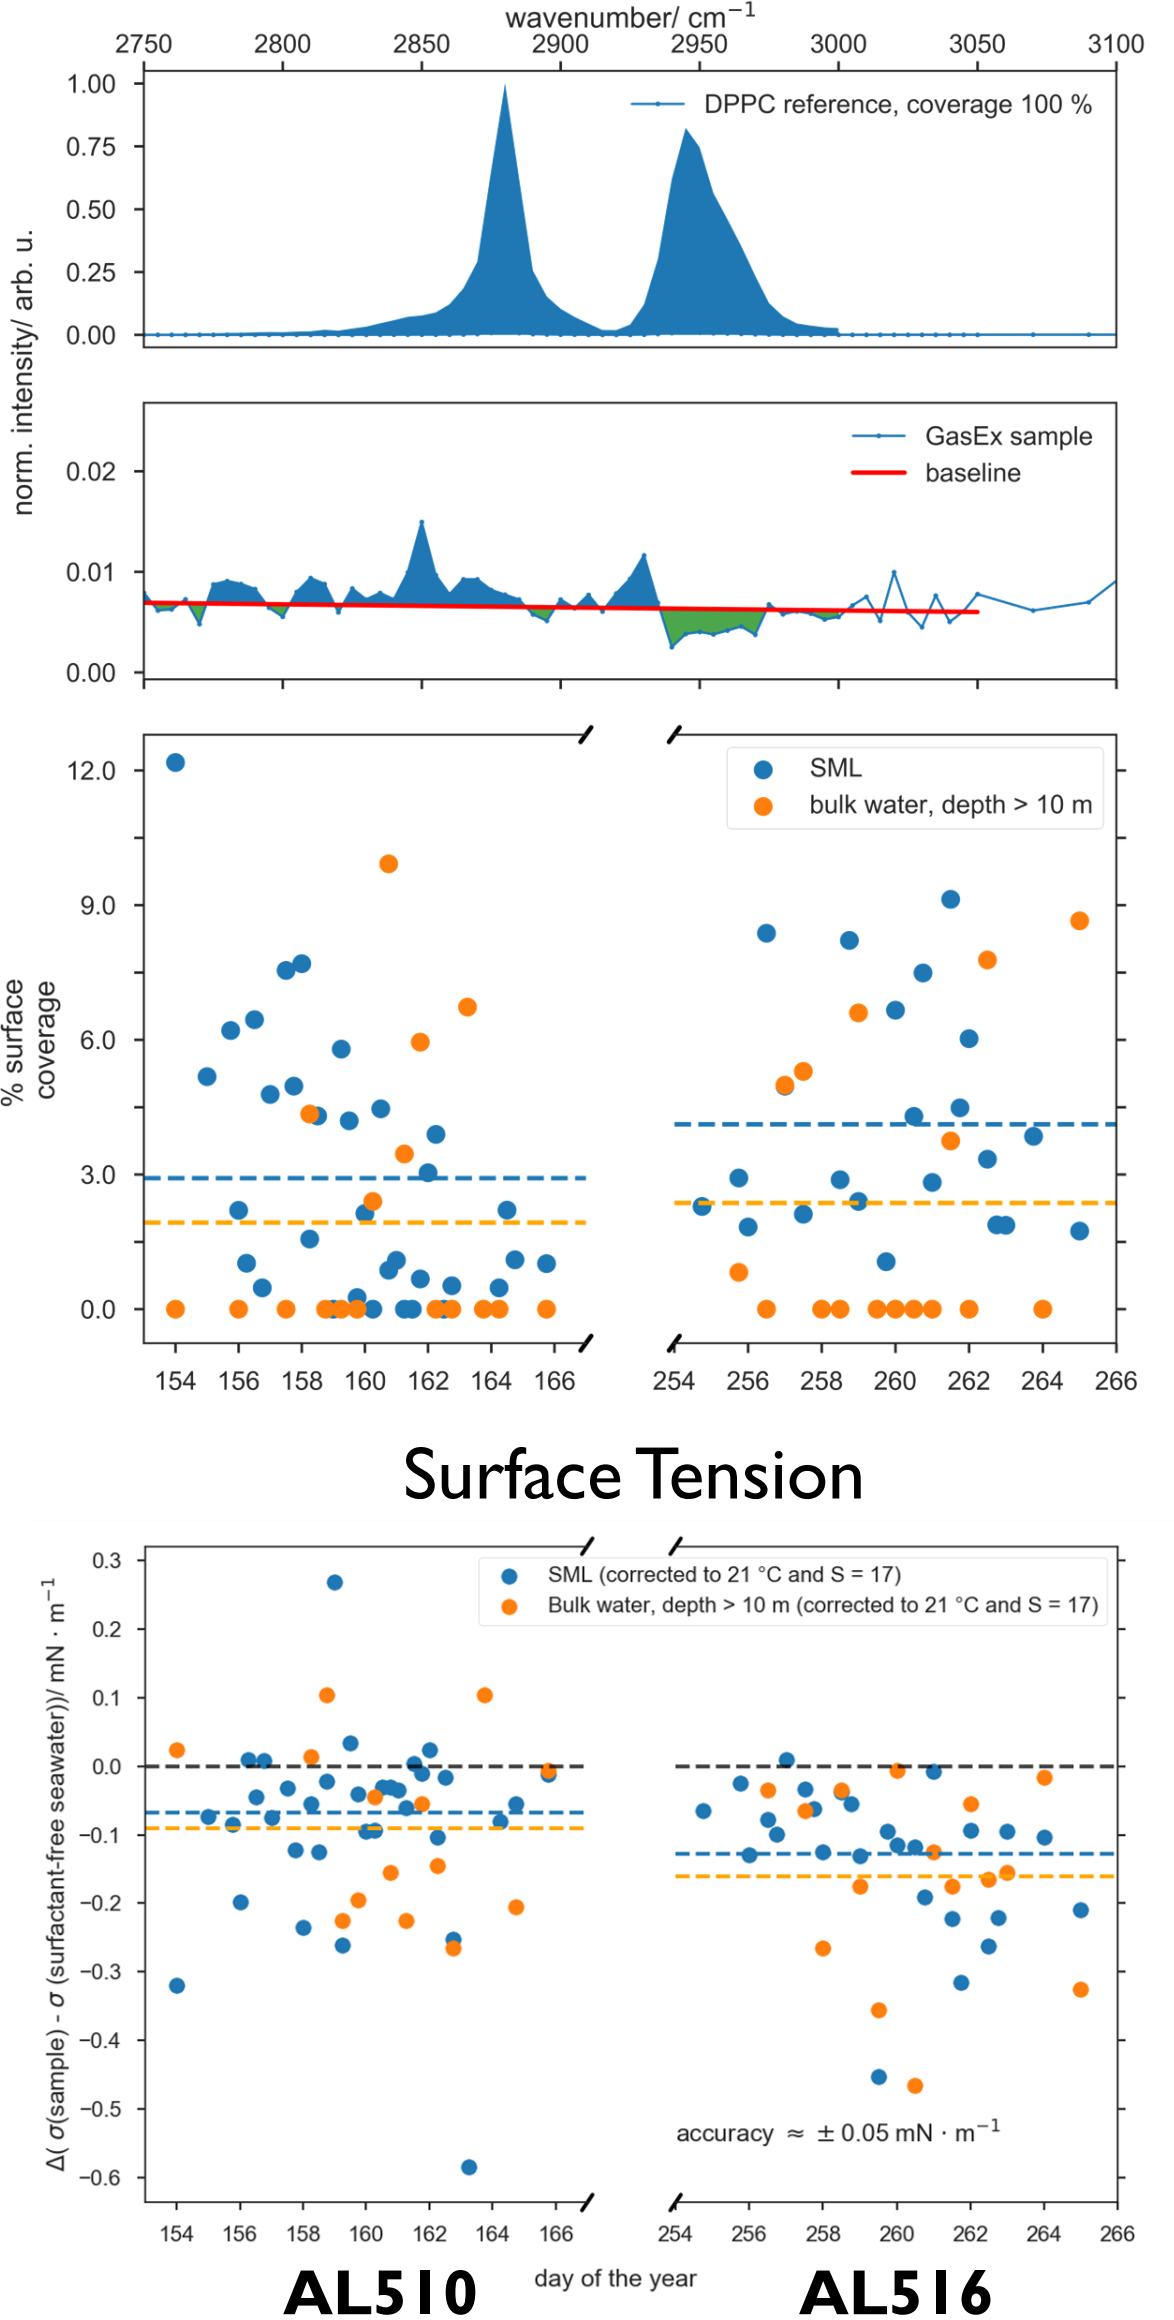 wavenumber/ cm⁻¹
2750 2800 2850 2900 2950 3000 3050 3100
1.00
0.75
0.50
0.25
0.00
DPPC reference, coverage 100 %
norm. intensity/ arb. u.
0.02
0.01
0.00
GasEx sample
baseline
12.0
9.0
6.0
3.0
0.0
% surface
coverage
SML
bulk water, depth > 10 m
154 156 158 160 162 164 166 254 256 258 260 262 264 266
Surface Tension
0.3
0.2
0.1
0.0
−0.1
−0.2
−0.3
−0.4
−0.5
−0.6
Δ( σ(sample) - σ (surfactant-free seawater))/ mN · m⁻¹
SML (corrected to 21 °C and S = 17)
Bulk water, depth > 10 m (corrected to 21 °C and S = 17)
accuracy ≈ ± 0.05 mN · m⁻¹
154 156 158 160 162 164 166 254 256 258 260 262 264 266
day of the year
AL510 AL516